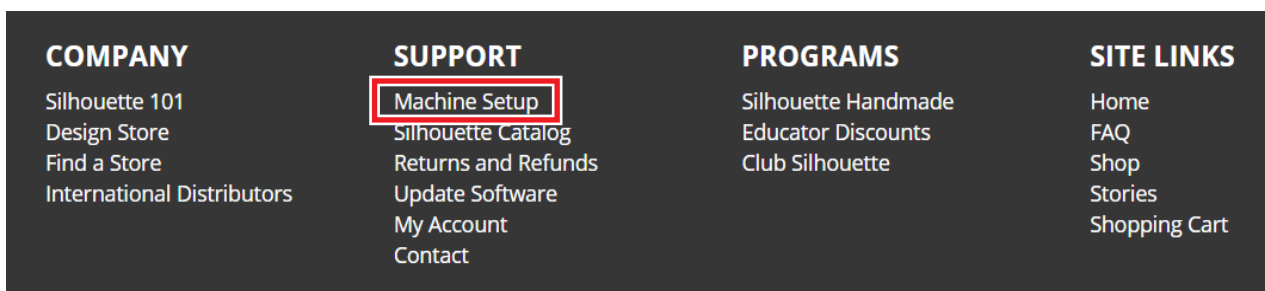 COMPANY
Silhouette 101
Design Store
Find a Store
International Distributors
SUPPORT
Machine Setup
Silhouette Catalog
Returns and Refunds
Update Software
My Account
Contact
PROGRAMS
Silhouette Handmade
Educator Discounts
Club Silhouette
SITE LINKS
Home
FAQ
Shop
Stories
Shopping Cart